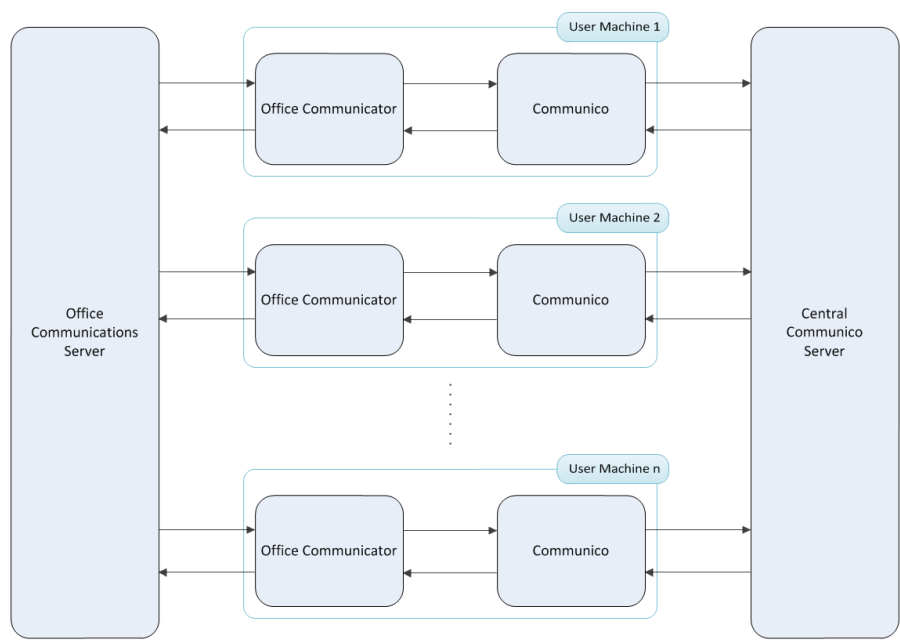 User Machine 1
Office Communicator
Communico
User Machine 2
Office
Communications
Server
Office Communicator
Communico
Central
Communico
Server
User Machine n
Office Communicator
Communico